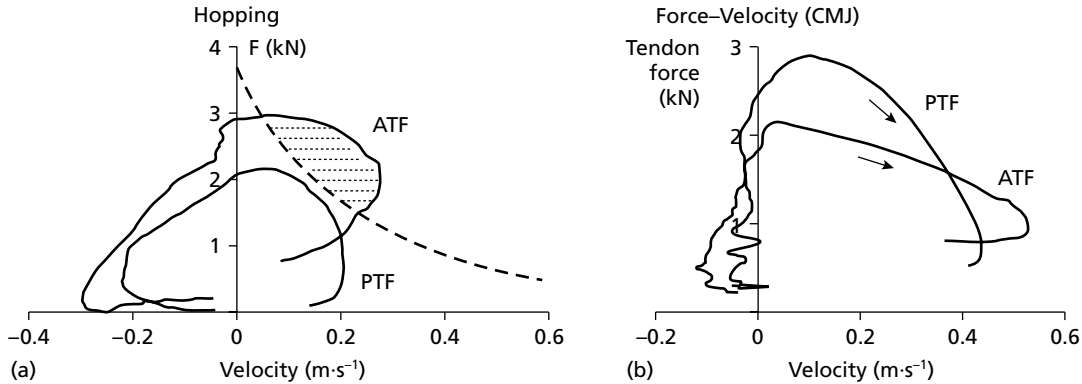 Hopping
F (kN)
4
3
2
1
ATF
PTF
−0.4
−0.2
0
0.2
0.4
0.6
(a)
Velocity (m·s⁻¹)
Force–Velocity (CMJ)
Tendon
force
(kN)
3
2
1
PTF
ATF
−0.2
0
0.2
0.4
0.6
(b)
Velocity (m·s⁻¹)